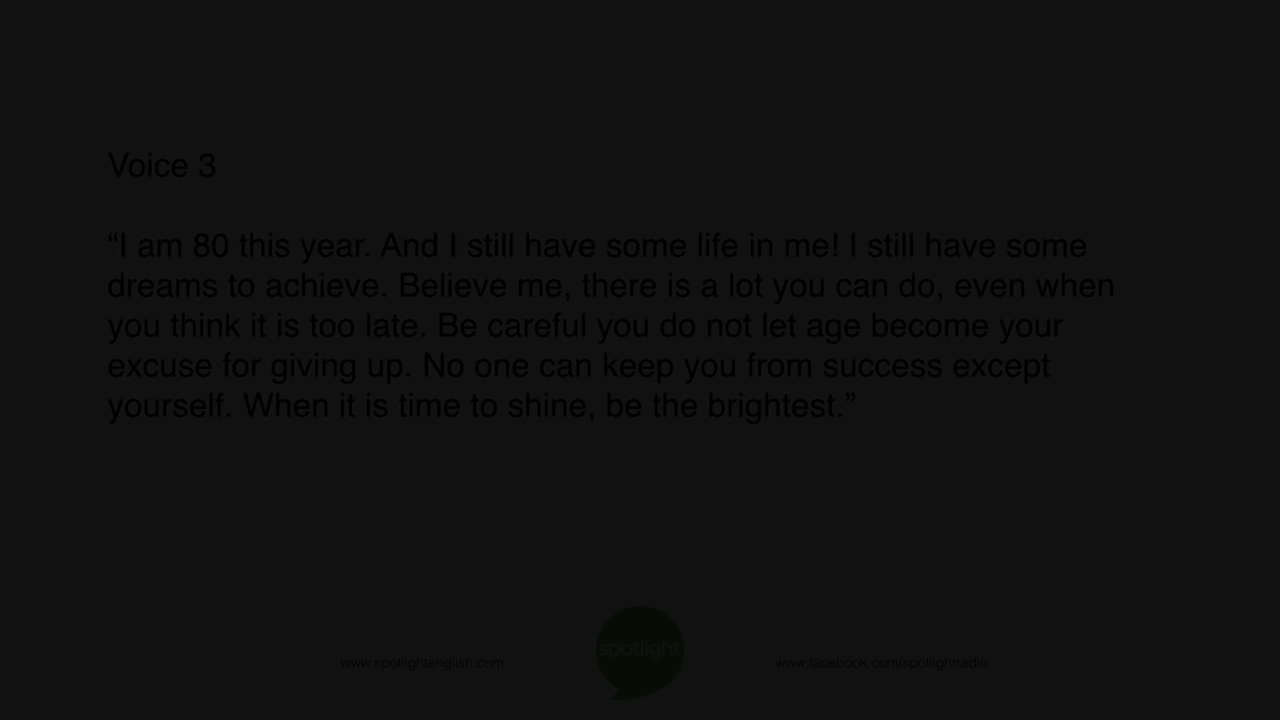 Voice 3
“I am 80 this year. And I still have some life in me! I still have some
dreams to achieve. Believe me, there is a lot you can do, even when
you think it is too late. Be careful you do not let age become your
excuse for giving up. No one can keep you from success except
yourself. When it is time to shine, be the brightest.”
www.spotlightenglish.com
spotlight
www.facebook.com/spotlightradio